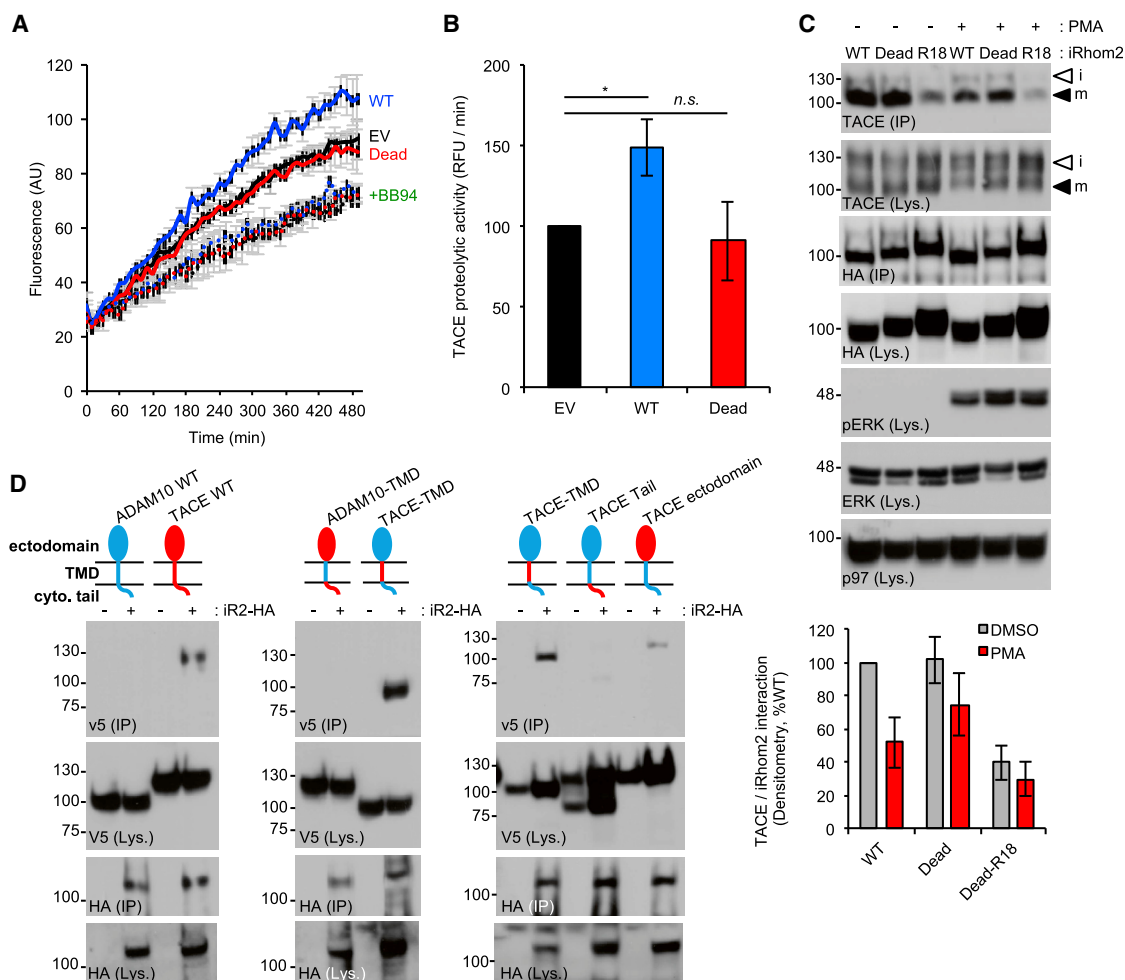 A
Fluorescence (AU)
120
100
80
60
40
20
0
WT
EV
Dead
+BB94
0 60 120 180 240 300 360 420 480
Time (min)
B
TACE proteolytic activity (RFU / min)
200
150
100
50
0
*
n.s.
EV WT Dead
C
- - - + + + : PMA
WT Dead R18 WT Dead R18 : iRhom2
130
100
i
m
TACE (IP)
130
100
i
m
TACE (Lys.)
100
HA (IP)
100
HA (Lys.)
48
pERK (Lys.)
48
ERK (Lys.)
100
p97 (Lys.)
TACE / iRhom2 interaction
(Densitometry, %WT)
120
100
80
60
40
20
0
DMSO
PMA
WT Dead Dead-R18
D
ADAM10 WT
TACE WT
ADAM10-TMD
TACE-TMD
TACE-TMD
TACE Tail
TACE ectodomain
ectodomain
TMD
cyto. tail
- + - + : iR2-HA
130
100
75
v5 (IP)
130
100
75
V5 (Lys.)
100
HA (IP)
100
HA (Lys.)
- + - + : iR2-HA
130
100
75
v5 (IP)
130
100
75
V5 (Lys.)
100
HA (IP)
100
HA (Lys.)
- + - + - + : iR2-HA
130
100
75
v5 (IP)
130
100
75
V5 (Lys.)
100
HA (IP)
100
HA (Lys.)